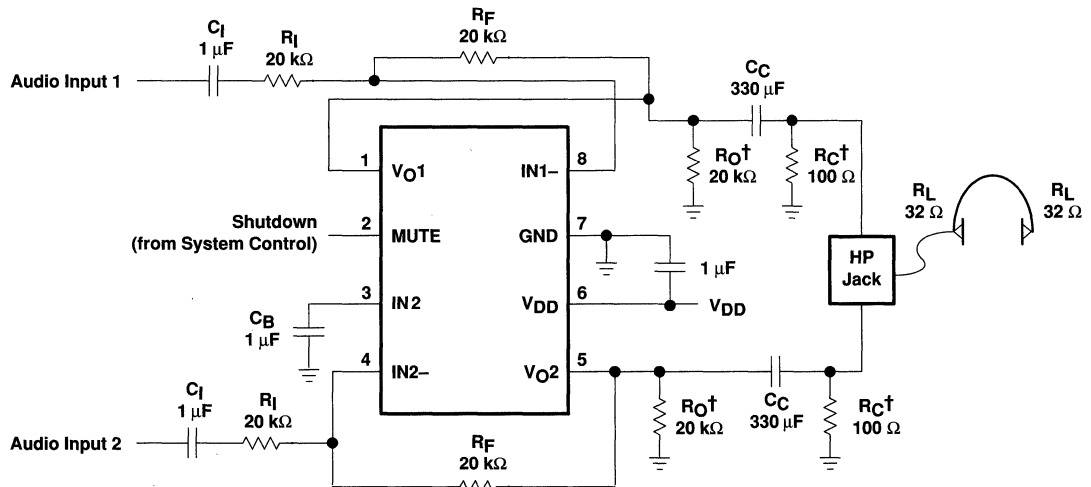 CI
1 µF
RI
20 kΩ
RF
20 kΩ
Audio Input 1
CC
330 µF
RO†
20 kΩ
RC†
100 Ω
1
VO1
IN1–
8
RL
32 Ω
RL
32 Ω
Shutdown
(from System Control)
2
MUTE
GND
7
HP
Jack
1 µF
3
IN2
VDD
6
VDD
CB
1 µF
4
IN2–
VO2
5
CI
1 µF
RI
20 kΩ
RO†
20 kΩ
CC
330 µF
RC†
100 Ω
Audio Input 2
RF
20 kΩ